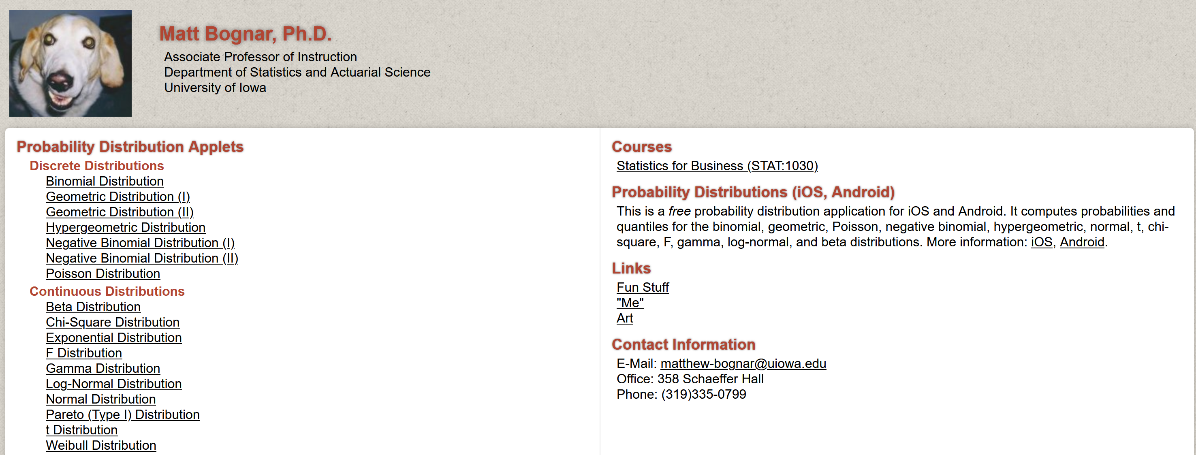 Matt Bognar, Ph.D.
Associate Professor of Instruction
Department of Statistics and Actuarial Science
University of Iowa
Probability Distribution Applets
Discrete Distributions
Binomial Distribution
Geometric Distribution (I)
Geometric Distribution (II)
Hypergeometric Distribution
Negative Binomial Distribution (I)
Negative Binomial Distribution (II)
Poisson Distribution
Continuous Distributions
Beta Distribution
Chi-Square Distribution
Exponential Distribution
F Distribution
Gamma Distribution
Log-Normal Distribution
Normal Distribution
Pareto (Type I) Distribution
t Distribution
Weibull Distribution
Courses
Statistics for Business (STAT:1030)
Probability Distributions (iOS, Android)
This is a free probability distribution application for iOS and Android. It computes probabilities and
quantiles for the binomial, geometric, Poisson, negative binomial, hypergeometric, normal, t, chi-
square, F, gamma, log-normal, and beta distributions. More information: iOS, Android.
Links
Fun Stuff
"Me"
Art
Contact Information
E-Mail: matthew-bognar@uiowa.edu
Office: 358 Schaeffer Hall
Phone: (319)335-0799